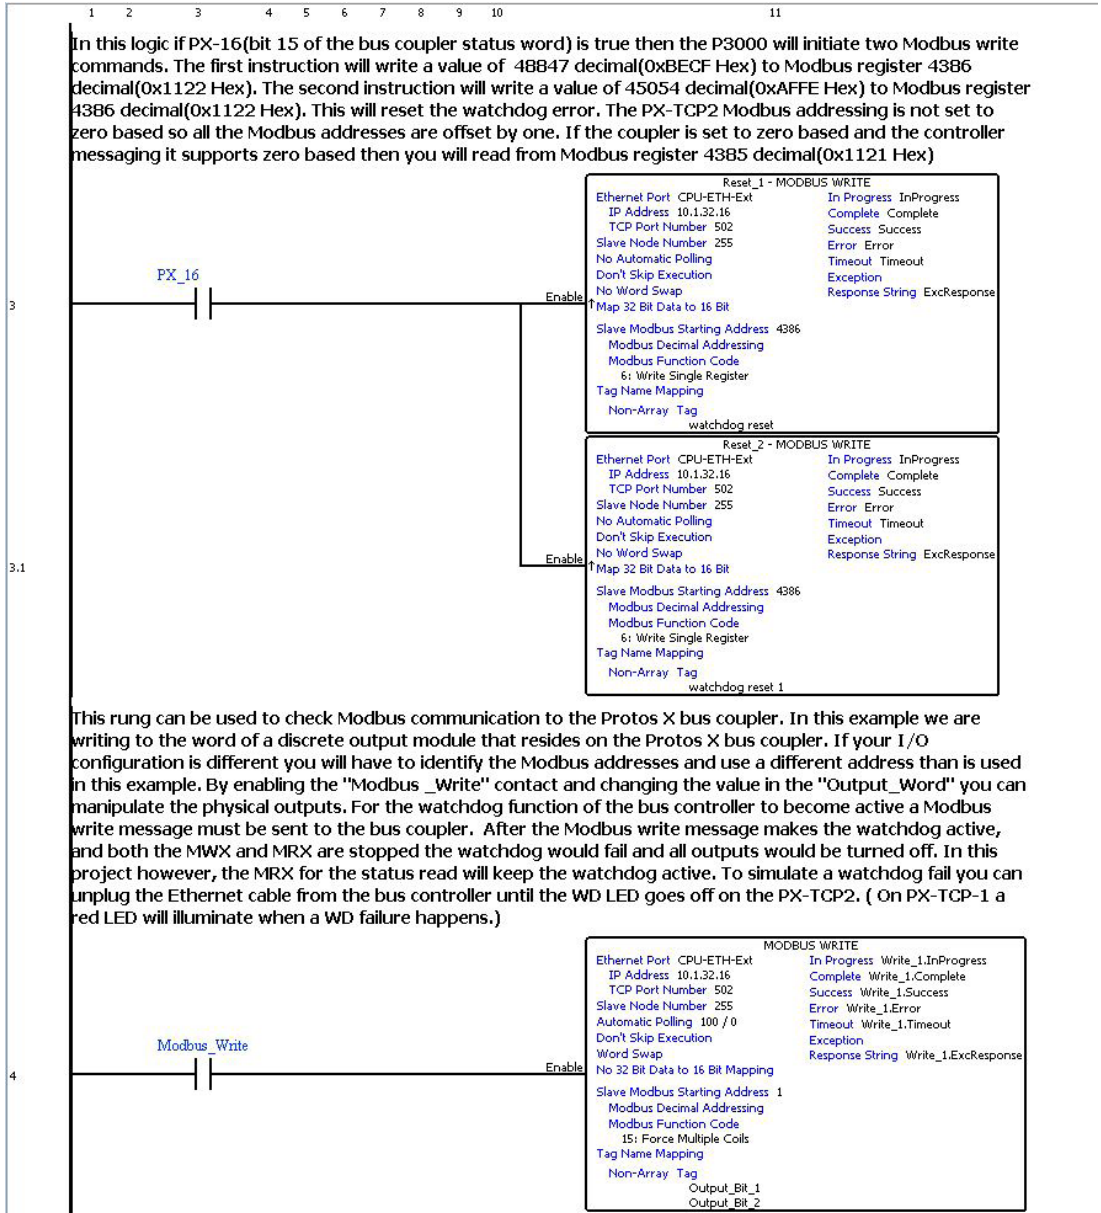 1 2 3 4 5 6 7 8 9 10 11
In this logic if PX-16(bit 15 of the bus coupler status word) is true then the P3000 will initiate two Modbus write
commands. The first instruction will write a value of  48847 decimal(0xBECF Hex) to Modbus register 4386
decimal(0x1122 Hex). The second instruction will write a value of 45054 decimal(0xAFFE Hex) to Modbus register
4386 decimal(0x1122 Hex). This will reset the watchdog error. The PX-TCP2 Modbus addressing is not set to
zero based so all the Modbus addresses are offset by one. If the coupler is set to zero based and the controller
messaging it supports zero based then you will read from Modbus register 4385 decimal(0x1121 Hex)
3
PX_16
Enable
Reset_1 - MODBUS WRITE
Ethernet Port CPU-ETH-Ext
IP Address 10.1.32.16
TCP Port Number 502
Slave Node Number 255
No Automatic Polling
Don't Skip Execution
No Word Swap
↑Map 32 Bit Data to 16 Bit
Slave Modbus Starting Address 4386
Modbus Decimal Addressing
Modbus Function Code
6: Write Single Register
Tag Name Mapping
Non-Array Tag
watchdog reset
In Progress InProgress
Complete Complete
Success Success
Error Error
Timeout Timeout
Exception
Response String ExcResponse
3.1
Enable
Reset_2 - MODBUS WRITE
Ethernet Port CPU-ETH-Ext
IP Address 10.1.32.16
TCP Port Number 502
Slave Node Number 255
No Automatic Polling
Don't Skip Execution
No Word Swap
↑Map 32 Bit Data to 16 Bit
Slave Modbus Starting Address 4386
Modbus Decimal Addressing
Modbus Function Code
6: Write Single Register
Tag Name Mapping
Non-Array Tag
watchdog reset 1
In Progress InProgress
Complete Complete
Success Success
Error Error
Timeout Timeout
Exception
Response String ExcResponse
This rung can be used to check Modbus communication to the Protos X bus coupler. In this example we are
writing to the word of a discrete output module that resides on the Protos X bus coupler. If your I/O
configuration is different you will have to identify the Modbus addresses and use a different address than is used
in this example. By enabling the "Modbus _Write" contact and changing the value in the "Output_Word" you can
manipulate the physical outputs. For the watchdog function of the bus controller to become active a Modbus
write message must be sent to the bus coupler.  After the Modbus write message makes the watchdog active,
and both the MWX and MRX are stopped the watchdog would fail and all outputs would be turned off. In this
project however, the MRX for the status read will keep the watchdog active. To simulate a watchdog fail you can
unplug the Ethernet cable from the bus controller until the WD LED goes off on the PX-TCP2. ( On PX-TCP-1 a
red LED will illuminate when a WD failure happens.)
4
Modbus_Write
Enable
MODBUS WRITE
Ethernet Port CPU-ETH-Ext
IP Address 10.1.32.16
TCP Port Number 502
Slave Node Number 255
Automatic Polling 100 / 0
Don't Skip Execution
Word Swap
No 32 Bit Data to 16 Bit Mapping
Slave Modbus Starting Address 1
Modbus Decimal Addressing
Modbus Function Code
15: Force Multiple Coils
Tag Name Mapping
Non-Array Tag
Output_Bit_1
Output_Bit_2
In Progress Write_1.InProgress
Complete Write_1.Complete
Success Write_1.Success
Error Write_1.Error
Timeout Write_1.Timeout
Exception
Response String Write_1.ExcResponse